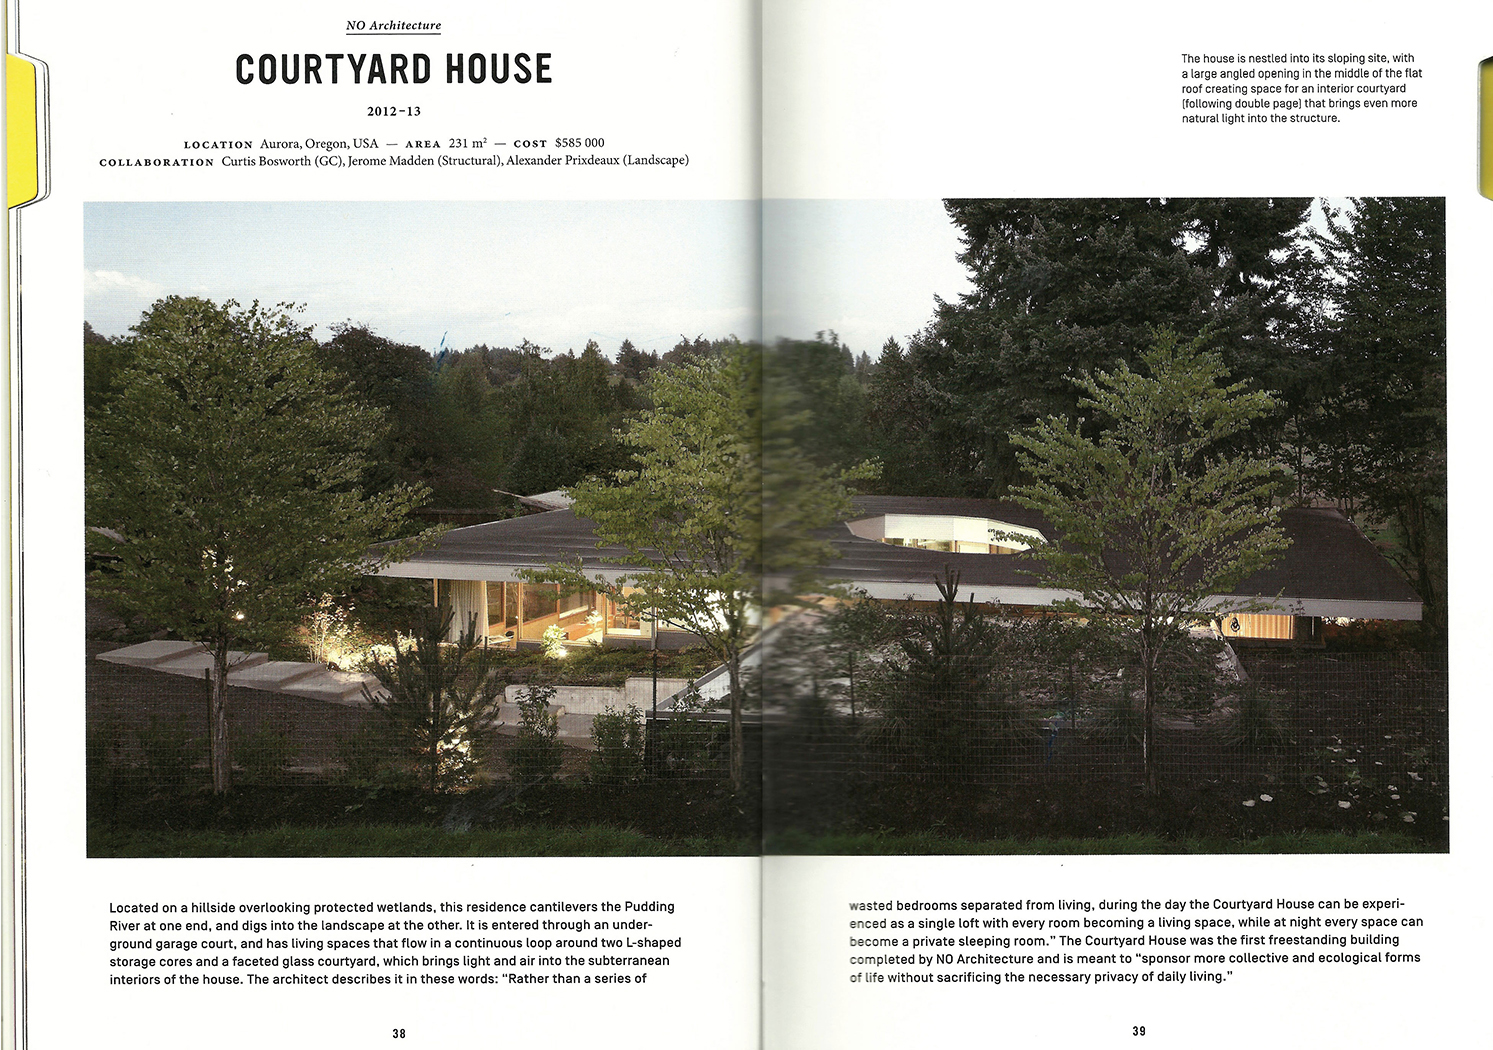 NO Architecture
COURTYARD HOUSE
2012–13
LOCATION Aurora, Oregon, USA — AREA 231 m² — COST $585 000
COLLABORATION Curtis Bosworth (GC), Jerome Madden (Structural), Alexander Prixdeaux (Landscape)
The house is nestled into its sloping site, with
a large angled opening in the middle of the flat
roof creating space for an interior courtyard
(following double page) that brings even more
natural light into the structure.
Located on a hillside overlooking protected wetlands, this residence cantilevers the Pudding
River at one end, and digs into the landscape at the other. It is entered through an under-
ground garage court, and has living spaces that flow in a continuous loop around two L-shaped
storage cores and a faceted glass courtyard, which brings light and air into the subterranean
interiors of the house. The architect describes it in these words: “Rather than a series of
wasted bedrooms separated from living, during the day the Courtyard House can be experi-
enced as a single loft with every room becoming a living space, while at night every space can
become a private sleeping room.” The Courtyard House was the first freestanding building
completed by NO Architecture and is meant to “sponsor more collective and ecological forms
of life without sacrificing the necessary privacy of daily living.”
38
39